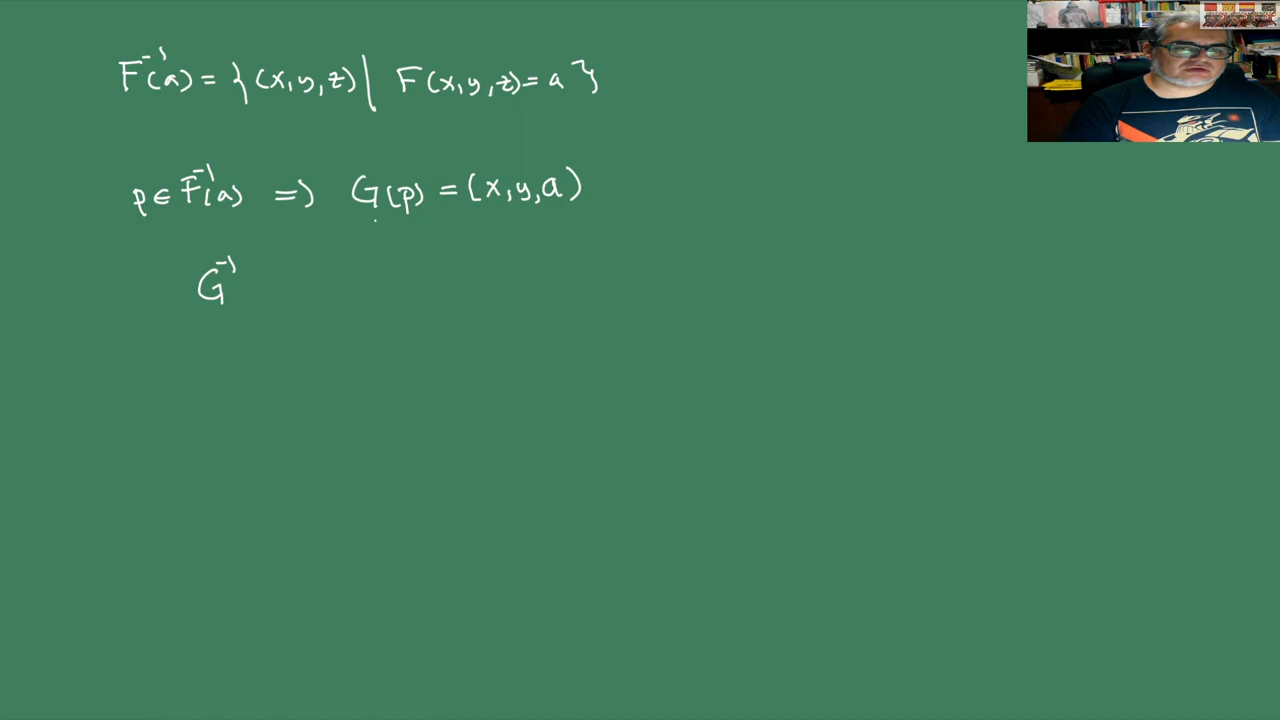 F⁻¹(a) = { (x,y,z) | F(x,y,z) = a }
p ∈ F⁻¹(a) ⇒ G(p) = (x,y,a)
G⁻¹